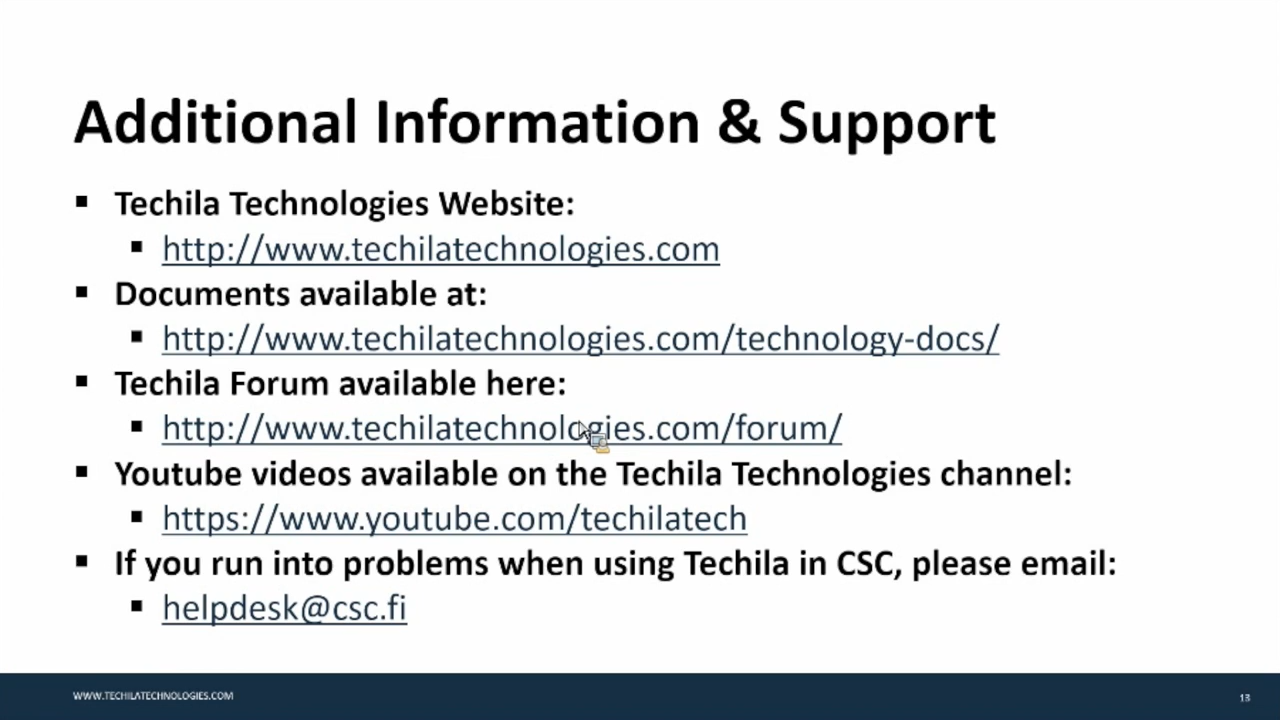 Additional Information & Support
▪ Techila Technologies Website:
▪ http://www.techilatechnologies.com
▪ Documents available at:
▪ http://www.techilatechnologies.com/technology-docs/
▪ Techila Forum available here:
▪ http://www.techilatechnologies.com/forum/
▪ Youtube videos available on the Techila Technologies channel:
▪ https://www.youtube.com/techilatech
▪ If you run into problems when using Techila in CSC, please email:
▪ helpdesk@csc.fi
WWW.TECHILATECHNOLOGIES.COM
13